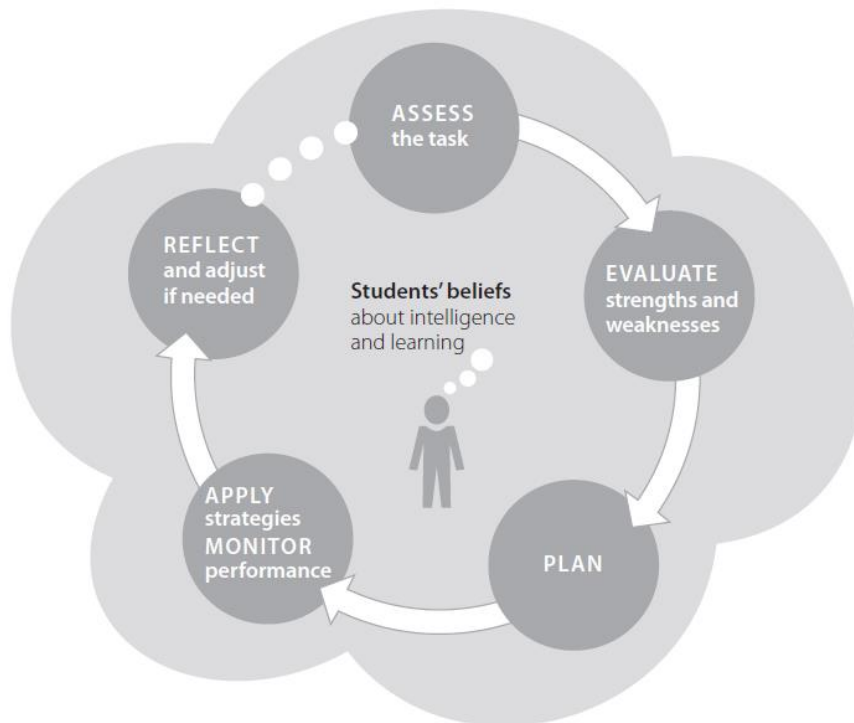 ASSESS
the task
EVALUATE
strengths and
weaknesses
PLAN
APPLY
strategies
MONITOR
performance
REFLECT
and adjust
if needed
Students’ beliefs
about intelligence
and learning